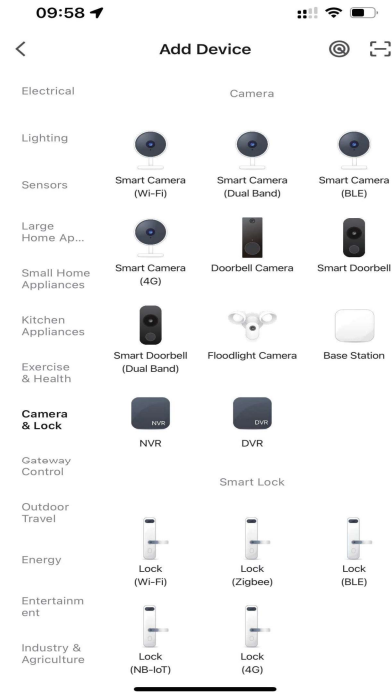 09:58
Add Device
Electrical
Lighting
Sensors
Large
Home Ap...
Small Home
Appliances
Kitchen
Appliances
Exercise
& Health
Camera
& Lock
Gateway
Control
Outdoor
Travel
Energy
Entertainm
ent
Industry &
Agriculture
Camera
Smart Camera
(Wi-Fi)
Smart Camera
(Dual Band)
Smart Camera
(BLE)
Smart Camera
(4G)
Doorbell Camera
Smart Doorbell
Smart Doorbell
(Dual Band)
Floodlight Camera
Base Station
NVR
NVR
DVR
DVR
Smart Lock
Lock
(Wi-Fi)
Lock
(Zigbee)
Lock
(BLE)
Lock
(NB-IoT)
Lock
(4G)